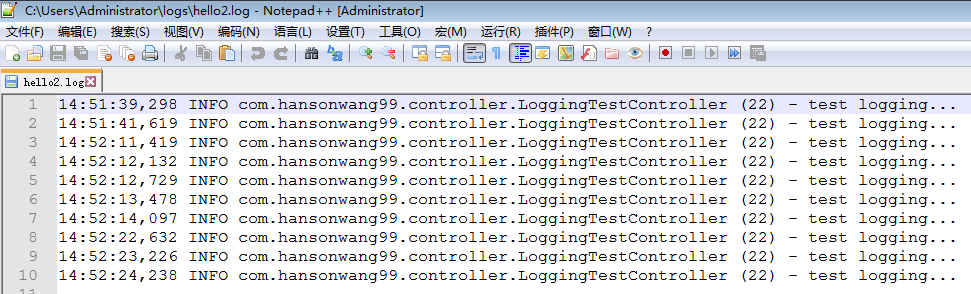 C:\Users\Administrator\logs\hello2.log - Notepad++ [Administrator]
文件(F) 编辑(E) 搜索(S) 视图(V) 编码(N) 语言(L) 设置(T) 工具(O) 宏(M) 运行(R) 插件(P) 窗口(W) ?
hello2.log
1 14:51:39,298 INFO com.hansonwang99.controller.LoggingTestController (22) - test logging...
2 14:51:41,619 INFO com.hansonwang99.controller.LoggingTestController (22) - test logging...
3 14:52:11,419 INFO com.hansonwang99.controller.LoggingTestController (22) - test logging...
4 14:52:12,132 INFO com.hansonwang99.controller.LoggingTestController (22) - test logging...
5 14:52:12,729 INFO com.hansonwang99.controller.LoggingTestController (22) - test logging...
6 14:52:13,478 INFO com.hansonwang99.controller.LoggingTestController (22) - test logging...
7 14:52:14,097 INFO com.hansonwang99.controller.LoggingTestController (22) - test logging...
8 14:52:22,632 INFO com.hansonwang99.controller.LoggingTestController (22) - test logging...
9 14:52:23,226 INFO com.hansonwang99.controller.LoggingTestController (22) - test logging...
10 14:52:24,238 INFO com.hansonwang99.controller.LoggingTestController (22) - test logging...
11